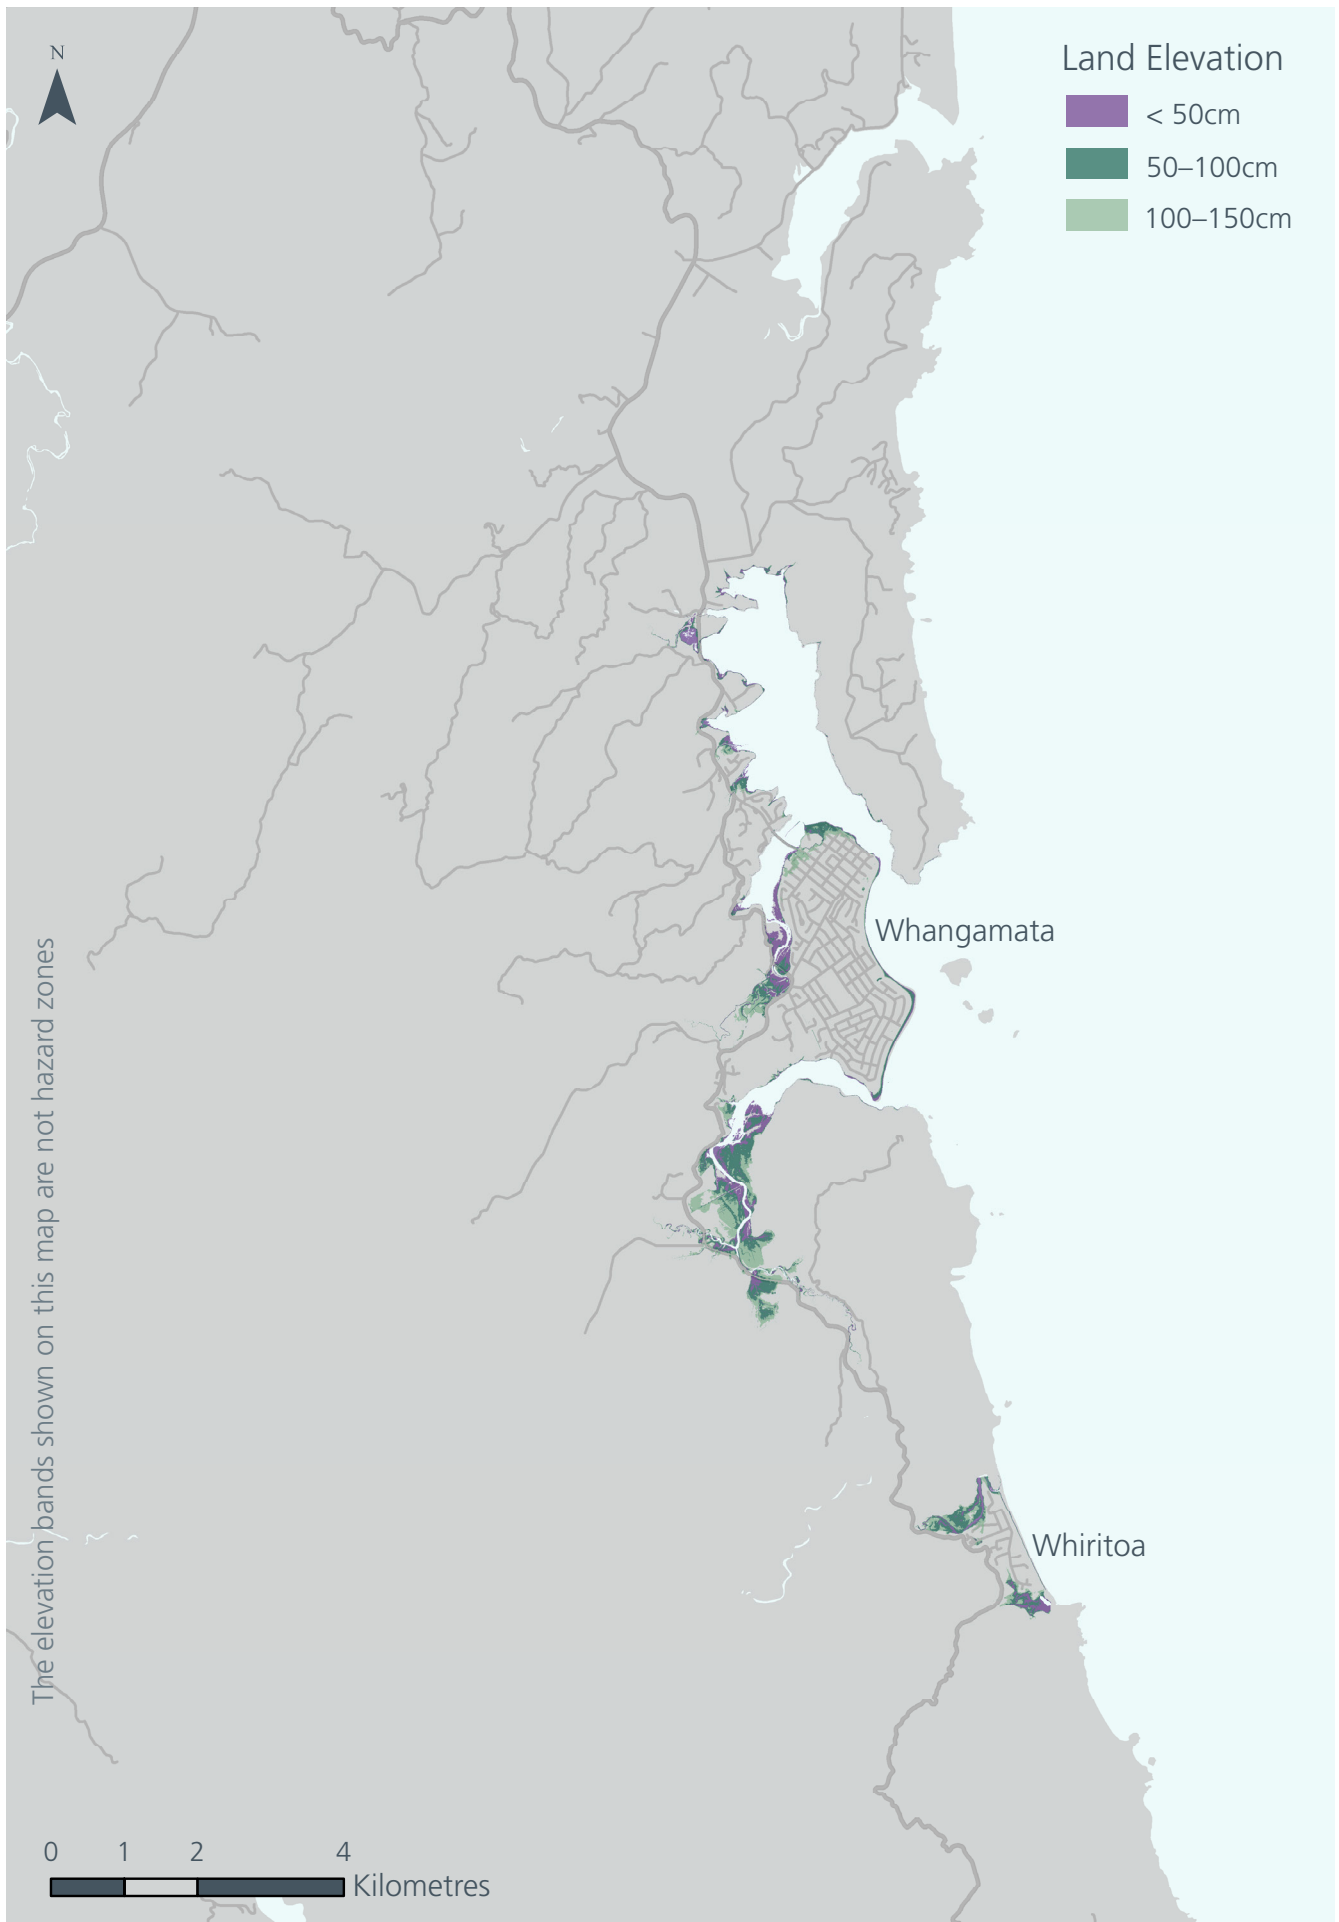 N
Land Elevation
< 50cm
50–100cm
100–150cm
Whangamata
The elevation bands shown on this map are not hazard zones
Whiritoa
0 1 2 4
Kilometres